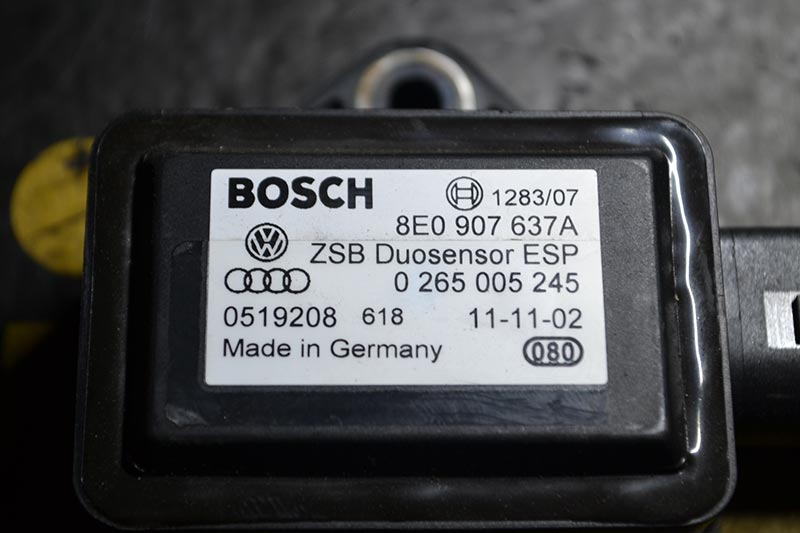 BOSCH 1283/07
8E0 907 637A
ZSB Duosensor ESP
0 265 005 245
0519208 618 11-11-02
Made in Germany 080